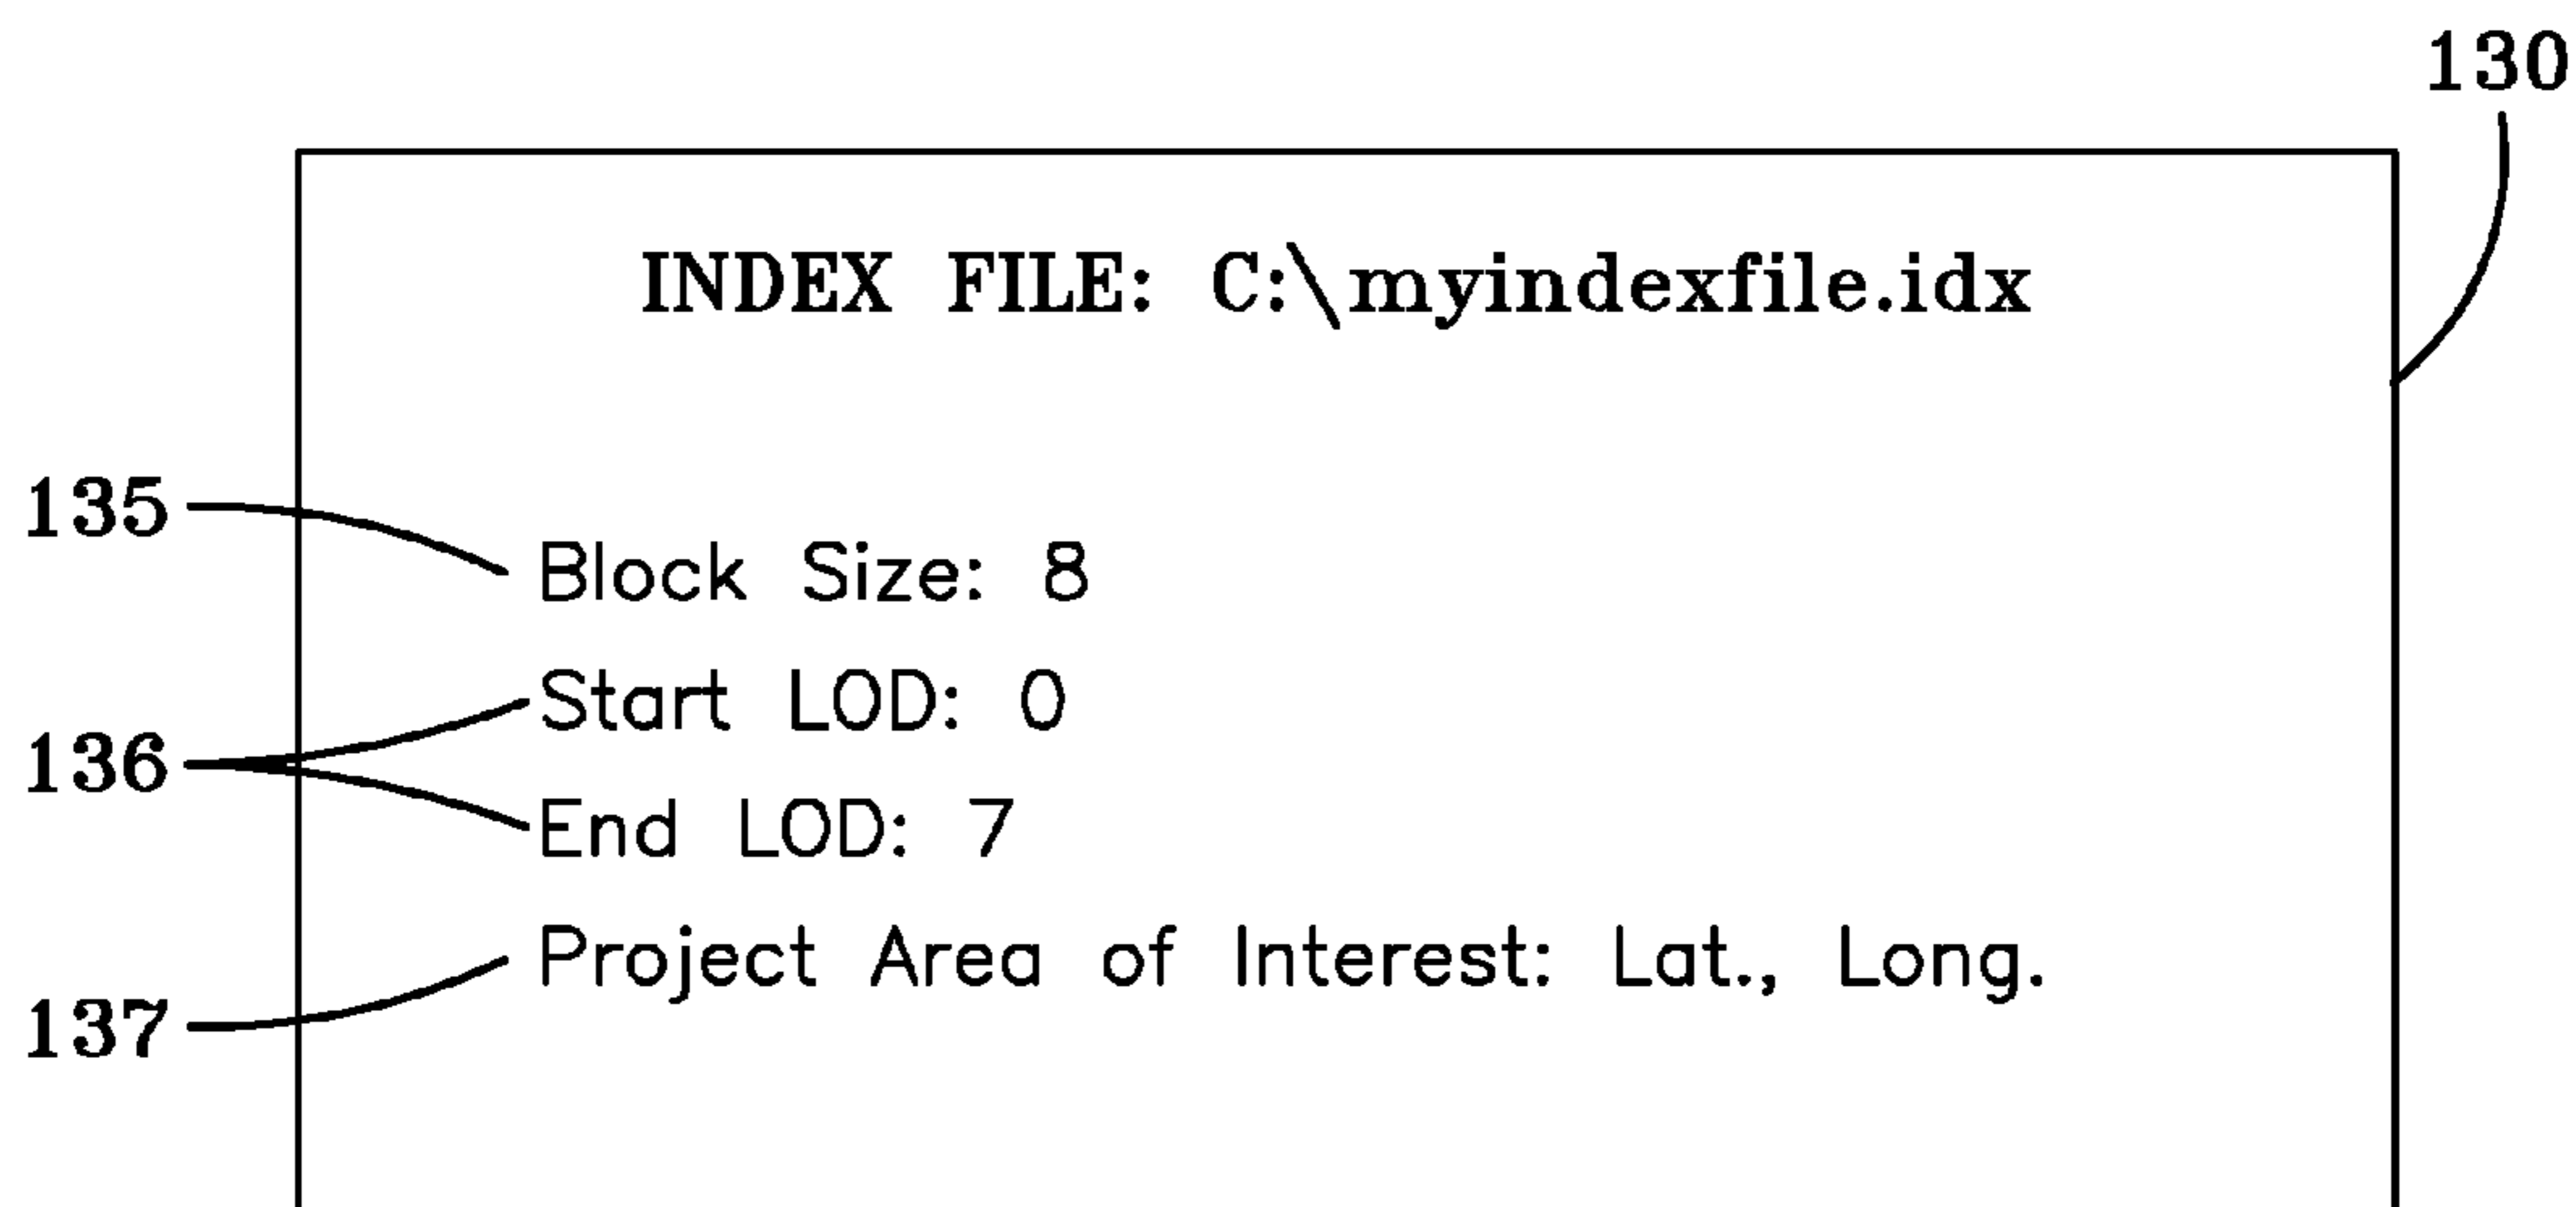 130
INDEX FILE: C:\myindexfile.idx
135
Block Size: 8
Start LOD: 0
136
End LOD: 7
Project Area of Interest: Lat., Long.
137